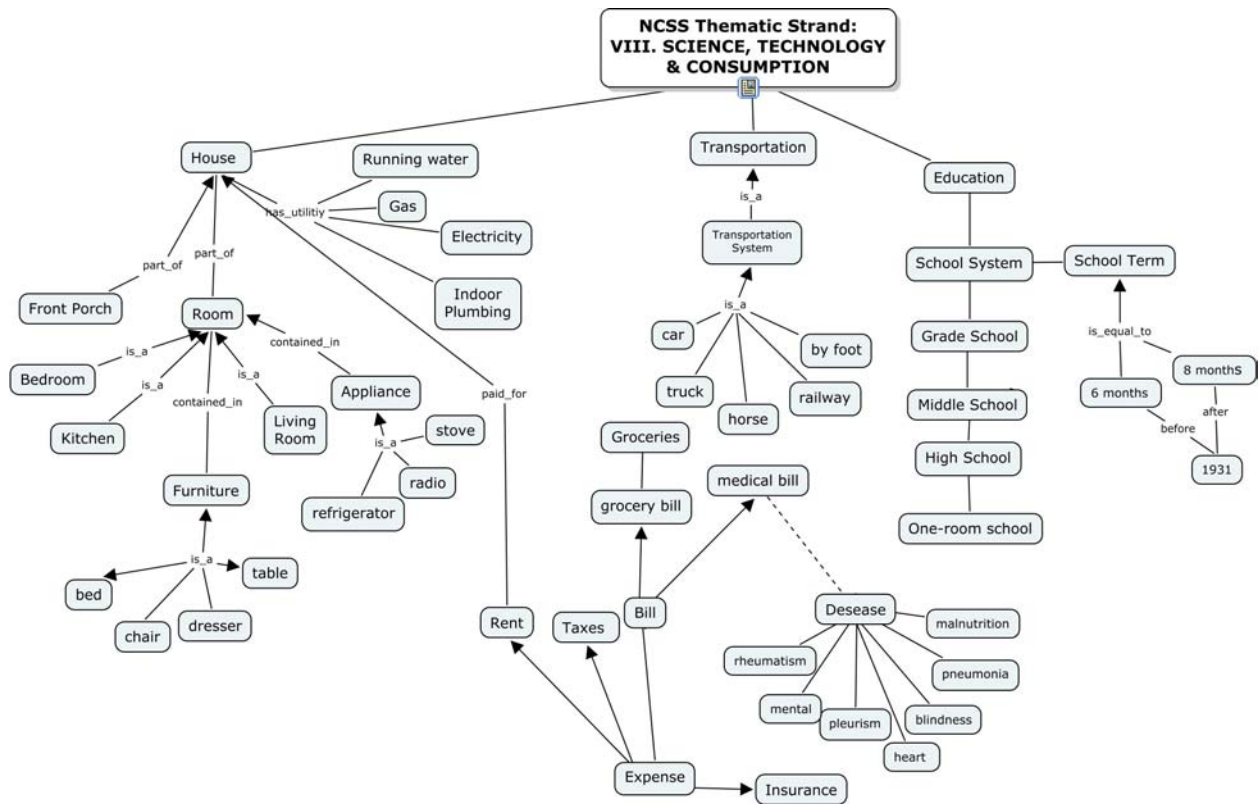 NCSS Thematic Strand:
VIII. SCIENCE, TECHNOLOGY
& CONSUMPTION
House
Running water
Gas
has_utilitiy
Electricity
Indoor
Plumbing
part_of
part_of
Front Porch
Room
is_a
is_a
is_a
contained_in
contained_in
Bedroom
Kitchen
Living
Room
Appliance
is_a
stove
radio
refrigerator
Furniture
is_a
bed
chair
dresser
table
paid_for
Transportation
is_a
Transportation
System
is_a
car
truck
horse
railway
by foot
Education
School System
School Term
Grade School
Middle School
High School
One-room school
is_equal_to
6 months
8 months
before
after
1931
Groceries
grocery bill
medical bill
Rent
Taxes
Bill
Desease
malnutrition
rheumatism
pneumonia
mental
pleurism
blindness
heart
Expense
Insurance